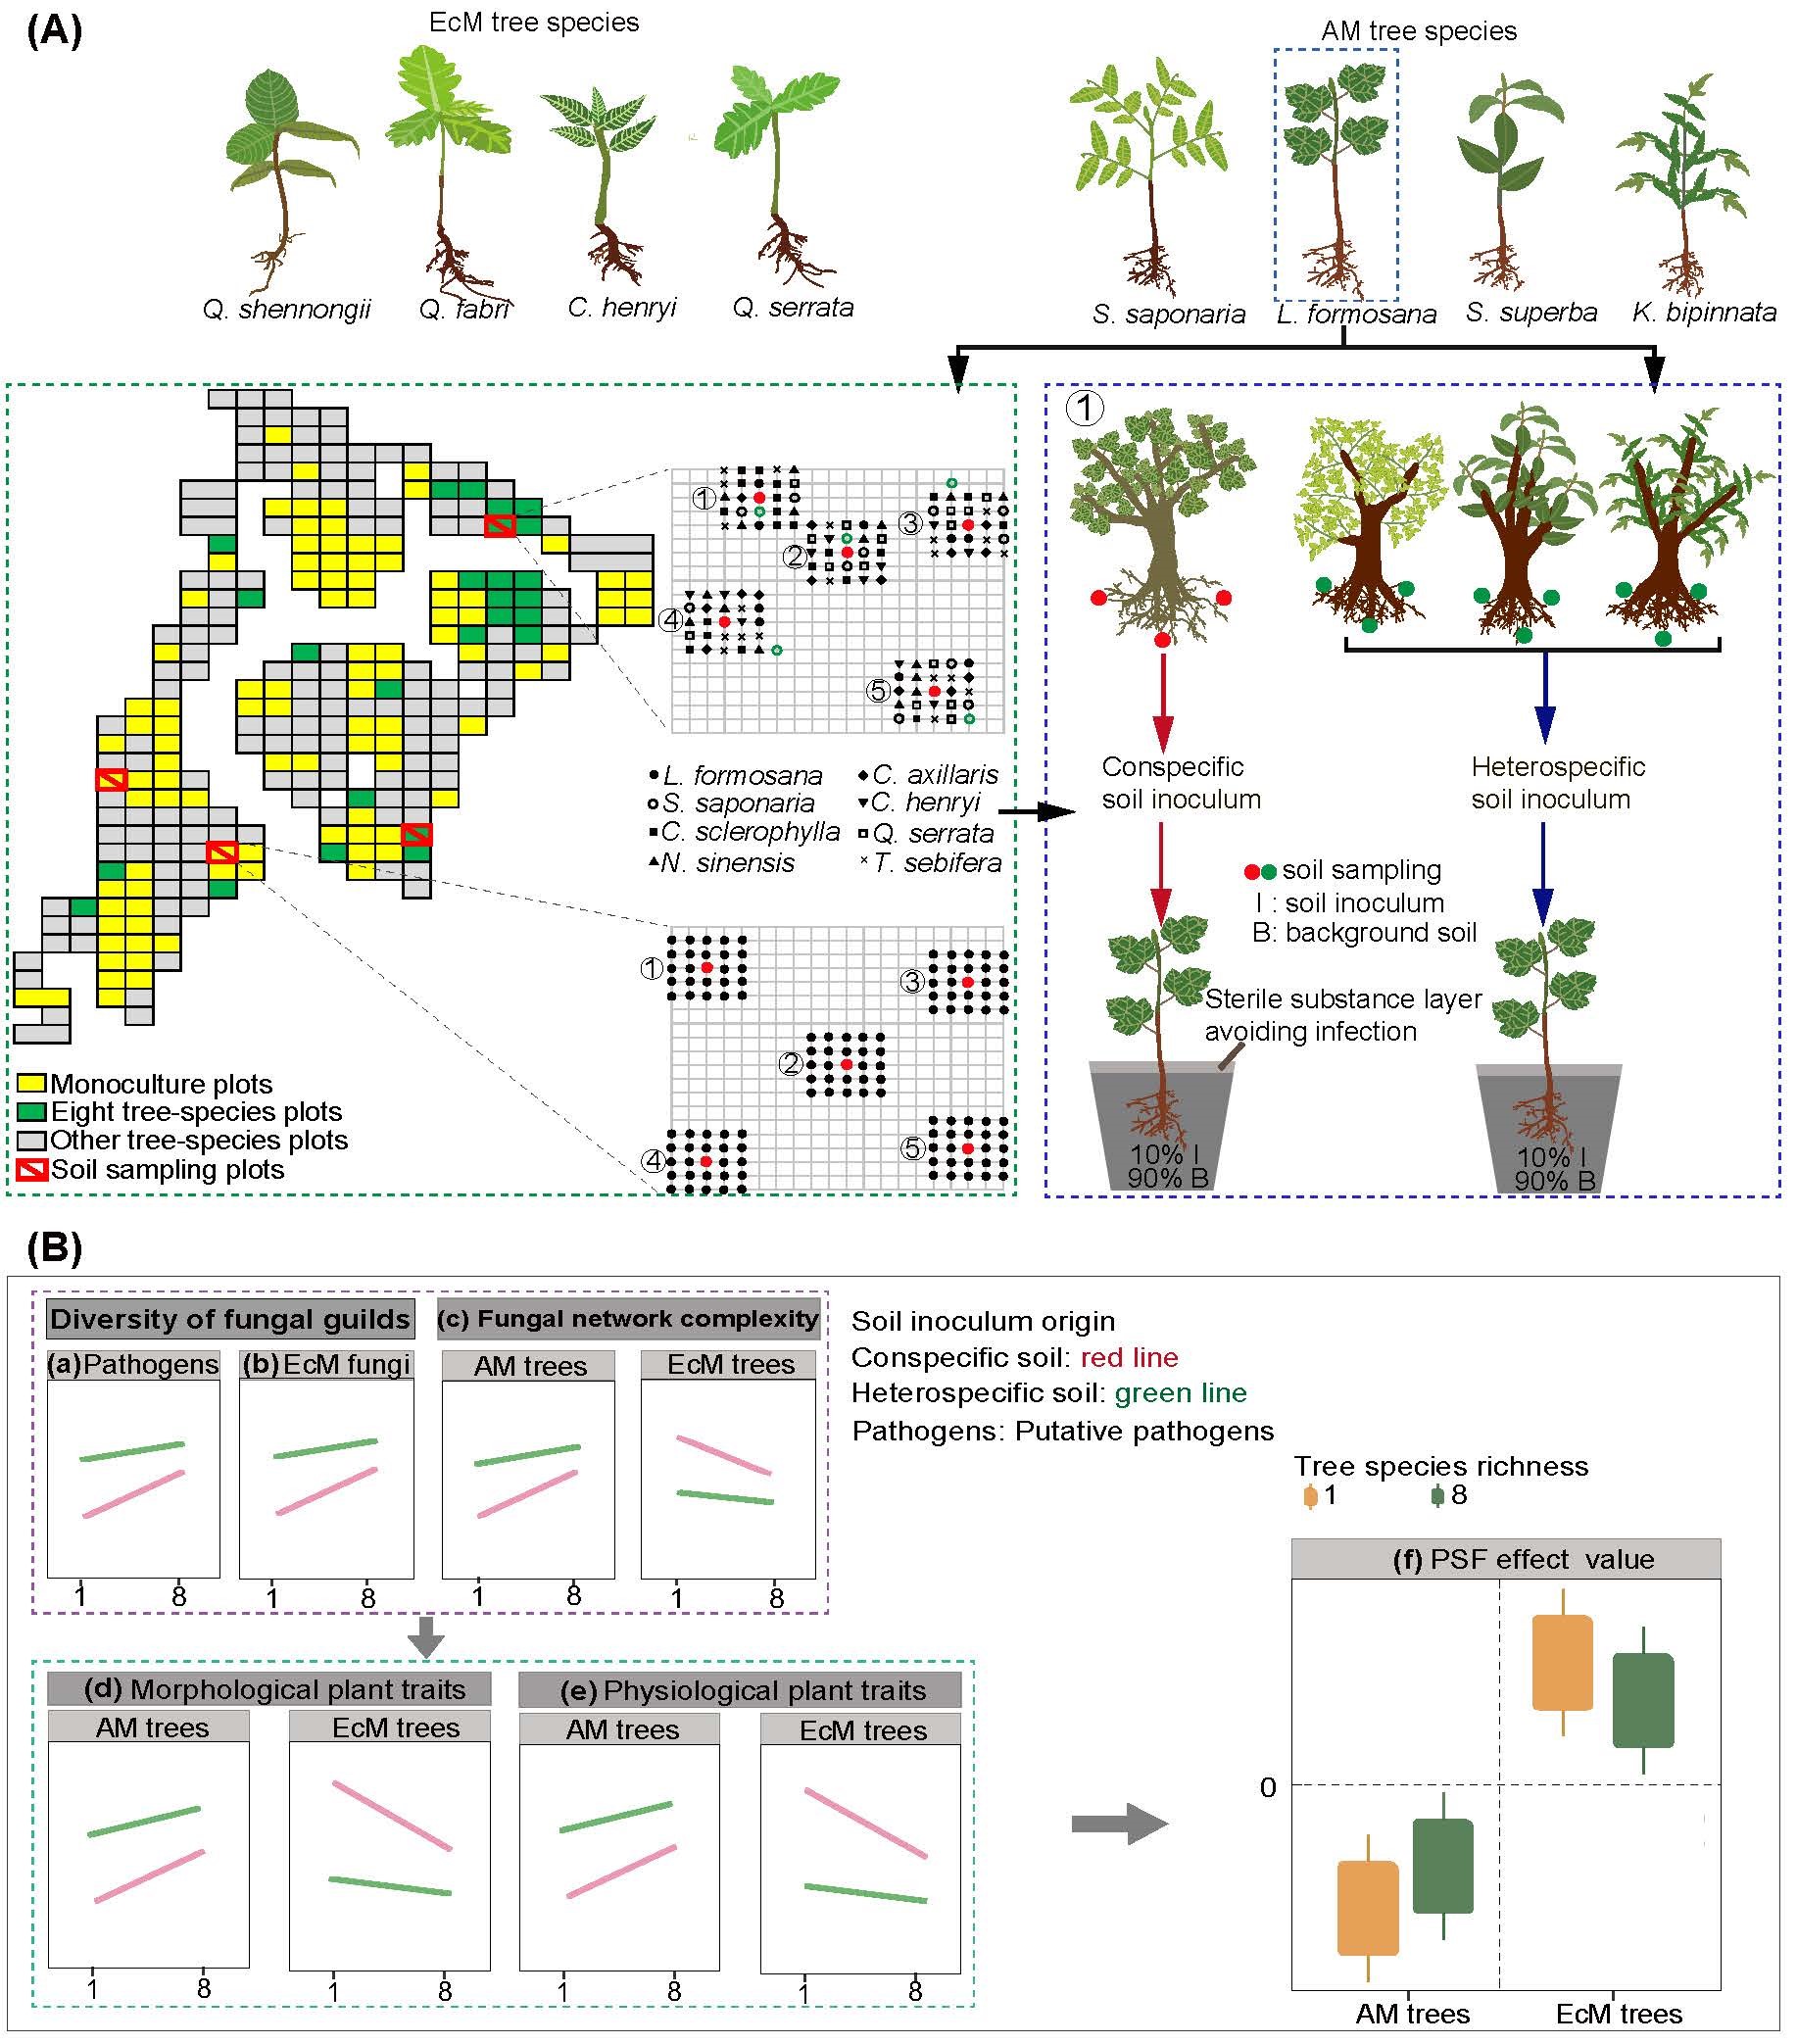 (A)
EcM tree species
AM tree species
Q. shennongii
Q. fabri
C. henryi
Q. serrata
S. saponaria
L. formosana
S. superba
K. bipinnata
①
①
②
③
④
⑤
L. formosana
C. axillaris
S. saponaria
C. henryi
C. sclerophylla
Q. serrata
N. sinensis
T. sebifera
①
②
③
④
⑤
Monoculture plots
Eight tree-species plots
Other tree-species plots
Soil sampling plots
Conspecific
soil inoculum
Heterospecific
soil inoculum
soil sampling
I : soil inoculum
B: background soil
Sterile substance layer
avoiding infection
10% I
90% B
10% I
90% B
(B)
Diversity of fungal guilds
(c) Fungal network complexity
(a) Pathogens
(b) EcM fungi
AM trees
EcM trees
1 8
1 8
1 8
1 8
Soil inoculum origin
Conspecific soil: red line
Heterospecific soil: green line
Pathogens: Putative pathogens
(d) Morphological plant traits
(e) Physiological plant traits
AM trees
EcM trees
AM trees
EcM trees
1 8
1 8
1 8
1 8
Tree species richness
1 8
(f) PSF effect value
0
AM trees
EcM trees